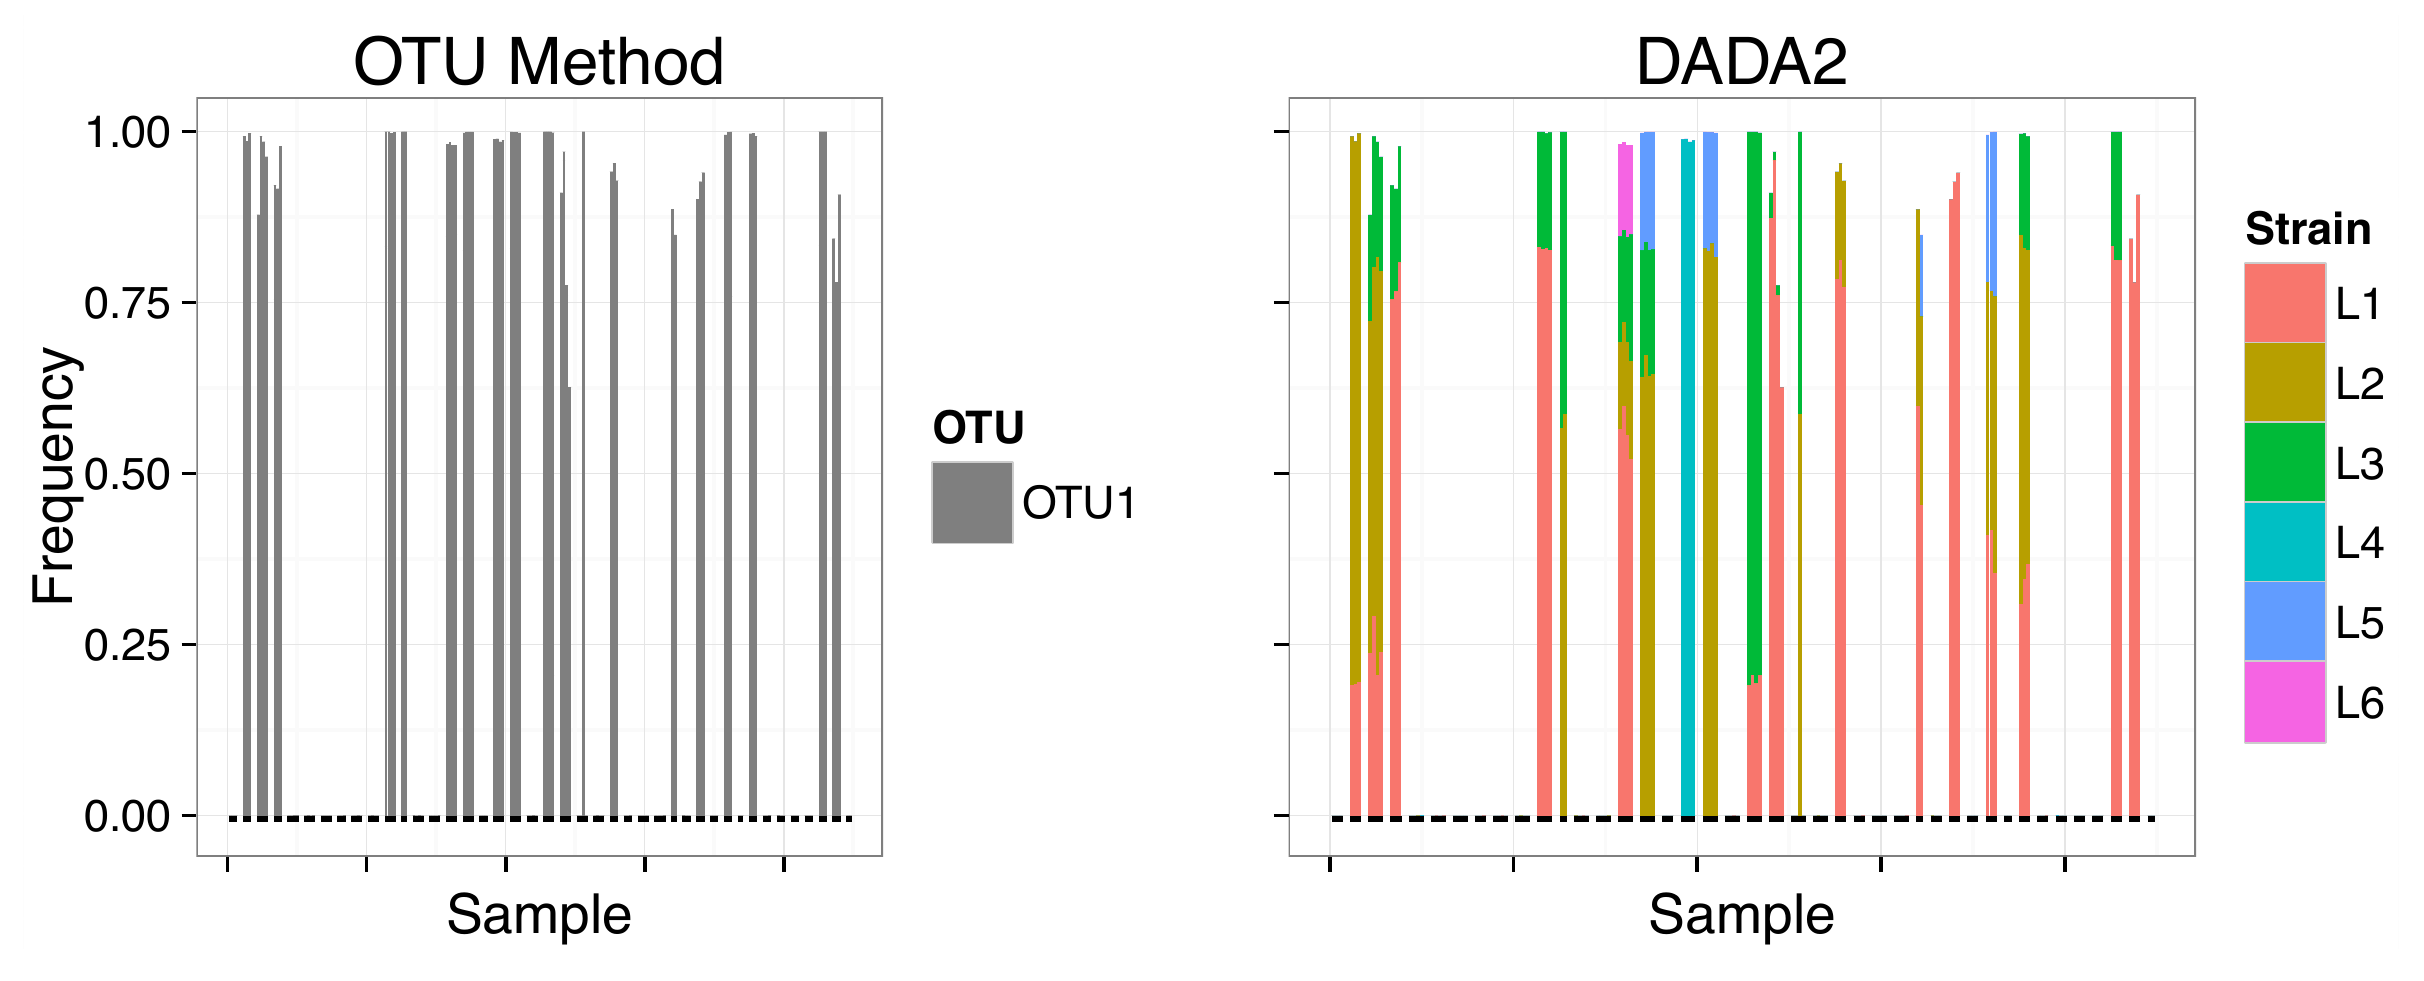 OTU Method
Frequency
1.00
0.75
0.50
0.25
0.00
Sample
OTU
OTU1
DADA2
Sample
Strain
L1
L2
L3
L4
L5
L6